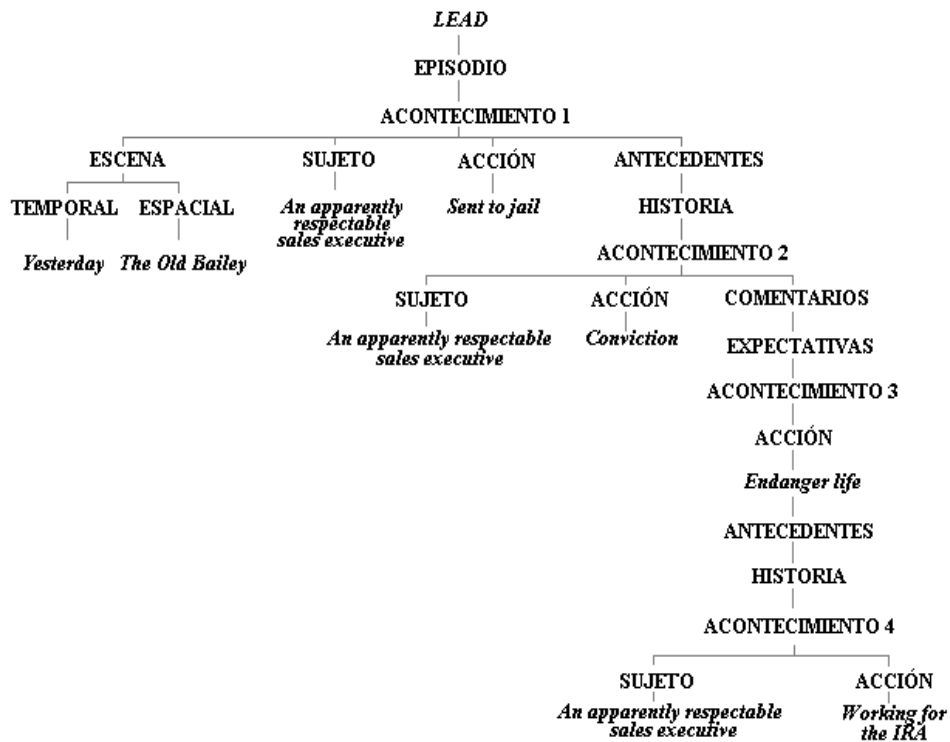 LEAD
EPISODIO
ACONTECIMIENTO 1
ESCENA SUJETO ACCIÓN ANTECEDENTES
TEMPORAL ESPACIAL An apparently respectable sales executive Sent to jail HISTORIA
Yesterday The Old Bailey
ACONTECIMIENTO 2
SUJETO ACCIÓN COMENTARIOS
An apparently respectable
sales executive
Conviction
EXPECTATIVAS
ACONTECIMIENTO 3
ACCIÓN
Endanger life
ANTECEDENTES
HISTORIA
ACONTECIMIENTO 4
SUJETO ACCIÓN
An apparently respectable
sales executive
Working for
the IRA